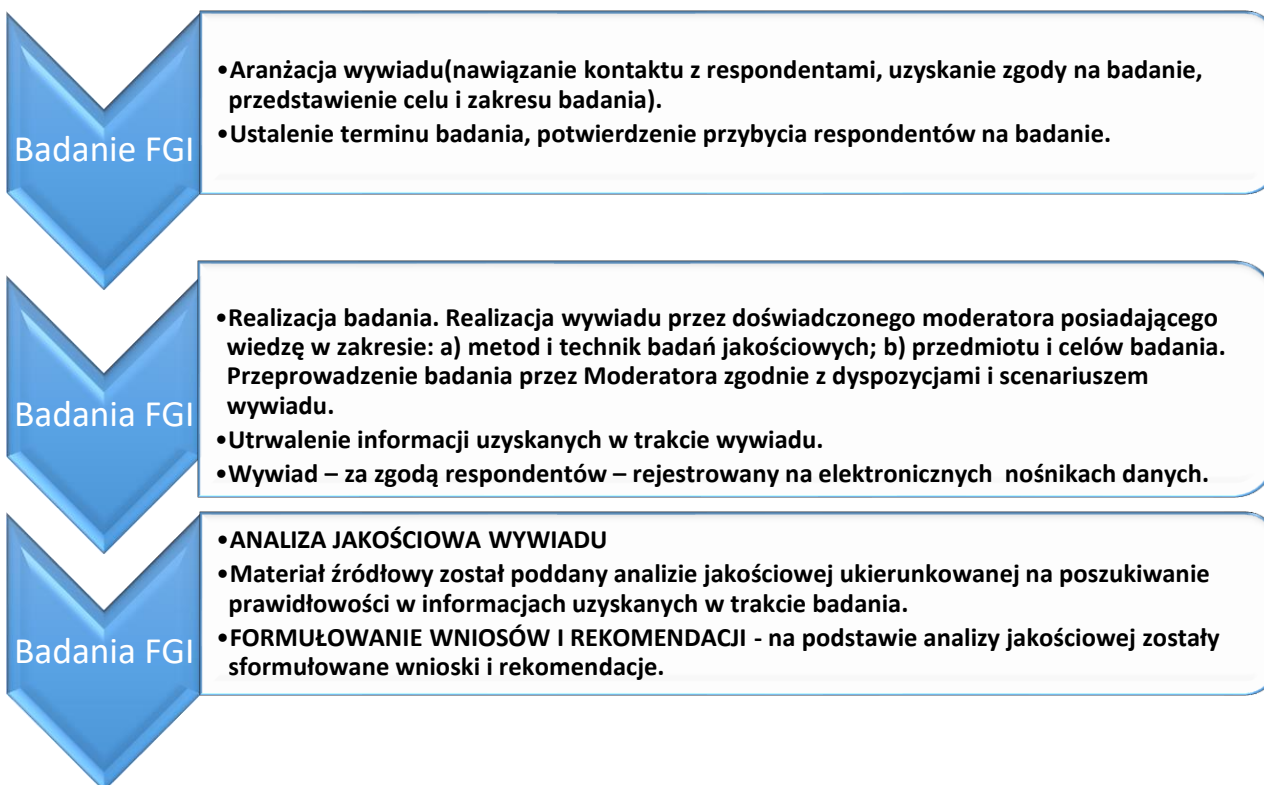 Badanie FGI
•Aranżacja wywiadu(nawiązanie kontaktu z respondentami, uzyskanie zgody na badanie,
przedstawienie celu i zakresu badania).
•Ustalenie terminu badania, potwierdzenie przybycia respondentów na badanie.
Badania FGI
•Realizacja badania. Realizacja wywiadu przez doświadczonego moderatora posiadającego
wiedzę w zakresie: a) metod i technik badań jakościowych; b) przedmiotu i celów badania.
Przeprowadzenie badania przez Moderatora zgodnie z dyspozycjami i scenariuszem
wywiadu.
•Utrwalenie informacji uzyskanych w trakcie wywiadu.
•Wywiad – za zgodą respondentów – rejestrowany na elektronicznych  nośnikach danych.
Badania FGI
•ANALIZA JAKOŚCIOWA WYWIADU
•Materiał źródłowy został poddany analizie jakościowej ukierunkowanej na poszukiwanie
prawidłowości w informacjach uzyskanych w trakcie badania.
•FORMUŁOWANIE WNIOSÓW I REKOMENDACJI - na podstawie analizy jakościowej zostały
sformułowane wnioski i rekomendacje.